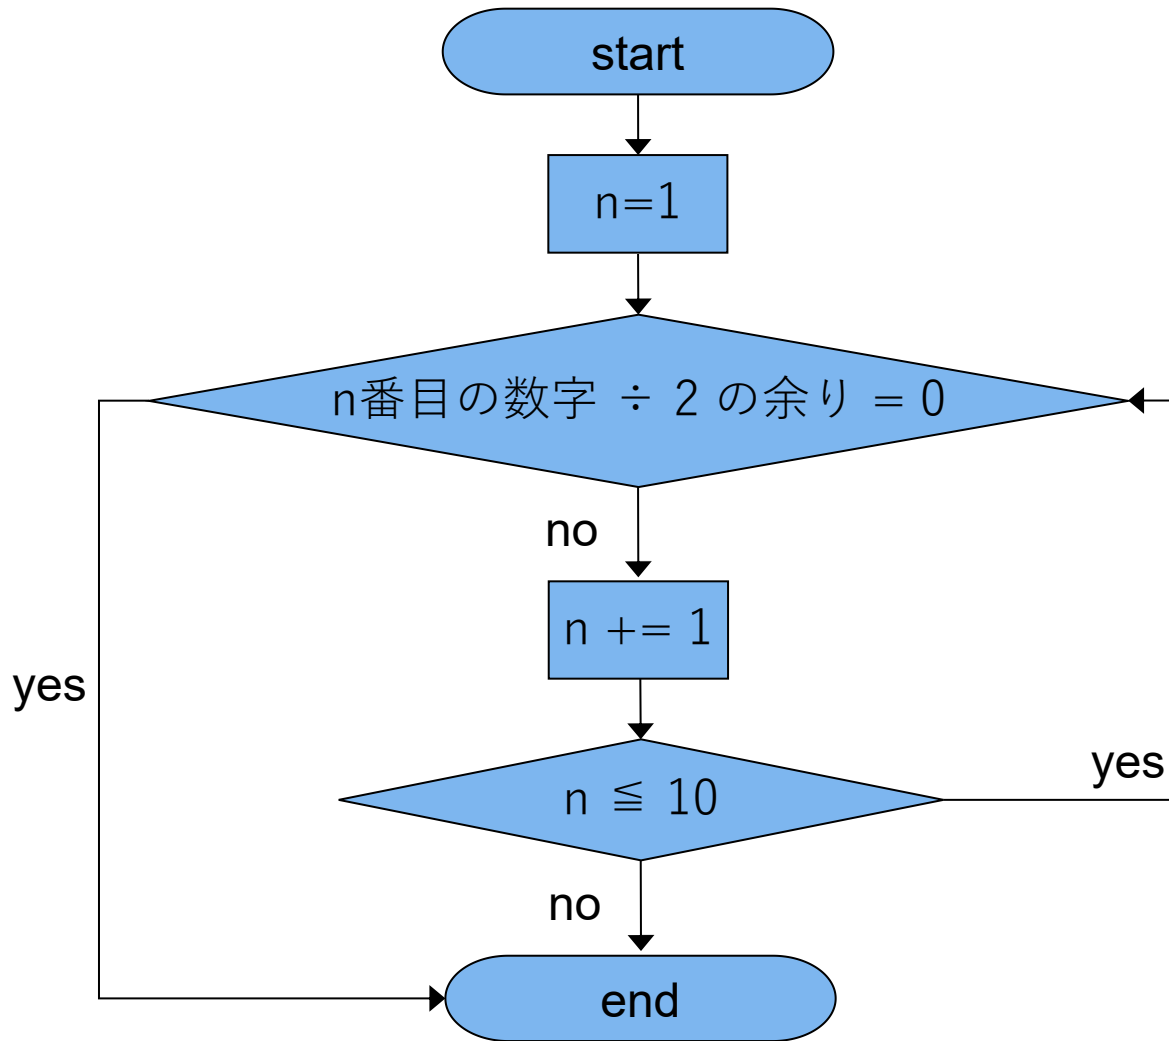 start
n=1
n番目の数字 ÷ 2 の余り = 0
no
n += 1
yes
n ≦ 10
yes
no
end